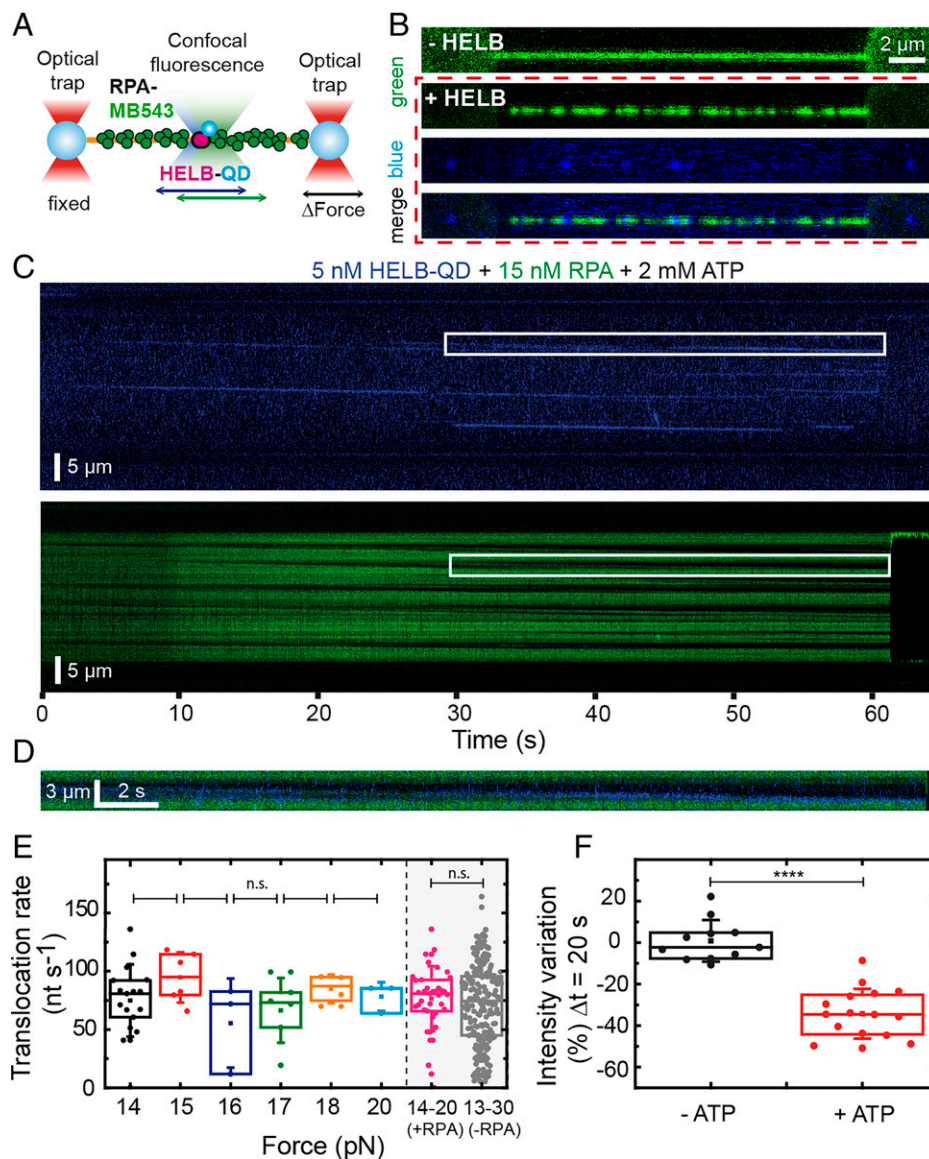 A
Optical
trap
Confocal
fluorescence
Optical
trap
RPA-
MB543
HELB-QD
fixed
ΔForce
B
green
- HELB
2 μm
+ HELB
blue
merge
C
5 nM HELB-QD + 15 nM RPA + 2 mM ATP
5 μm
5 μm
0 10 20 30 40 50 60
Time (s)
D
3 μm
2 s
E
Translocation rate
(nt s⁻¹)
150
100
50
0
n.s.
n.s.
14 15 16 17 18 20 14-20 13-30
(+RPA) (-RPA)
Force (pN)
F
Intensity variation
(%) Δt = 20 s
20
0
-20
-40
-60
****
- ATP + ATP